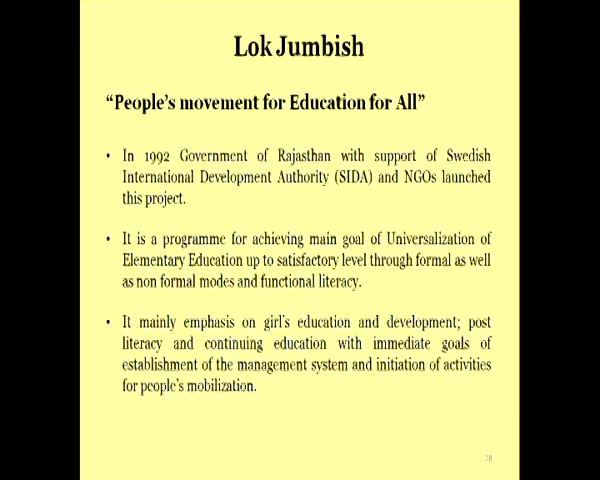 Lok Jumbish
“People’s movement for Education for All”
• In 1992 Government of Rajasthan with support of Swedish
International Development Authority (SIDA) and NGOs launched
this project.
• It is a programme for achieving main goal of Universalization of
Elementary Education up to satisfactory level through formal as well
as non formal modes and functional literacy.
• It mainly emphasis on girl’s education and development; post
literacy and continuing education with immediate goals of
establishment of the management system and initiation of activities
for people’s mobilization.